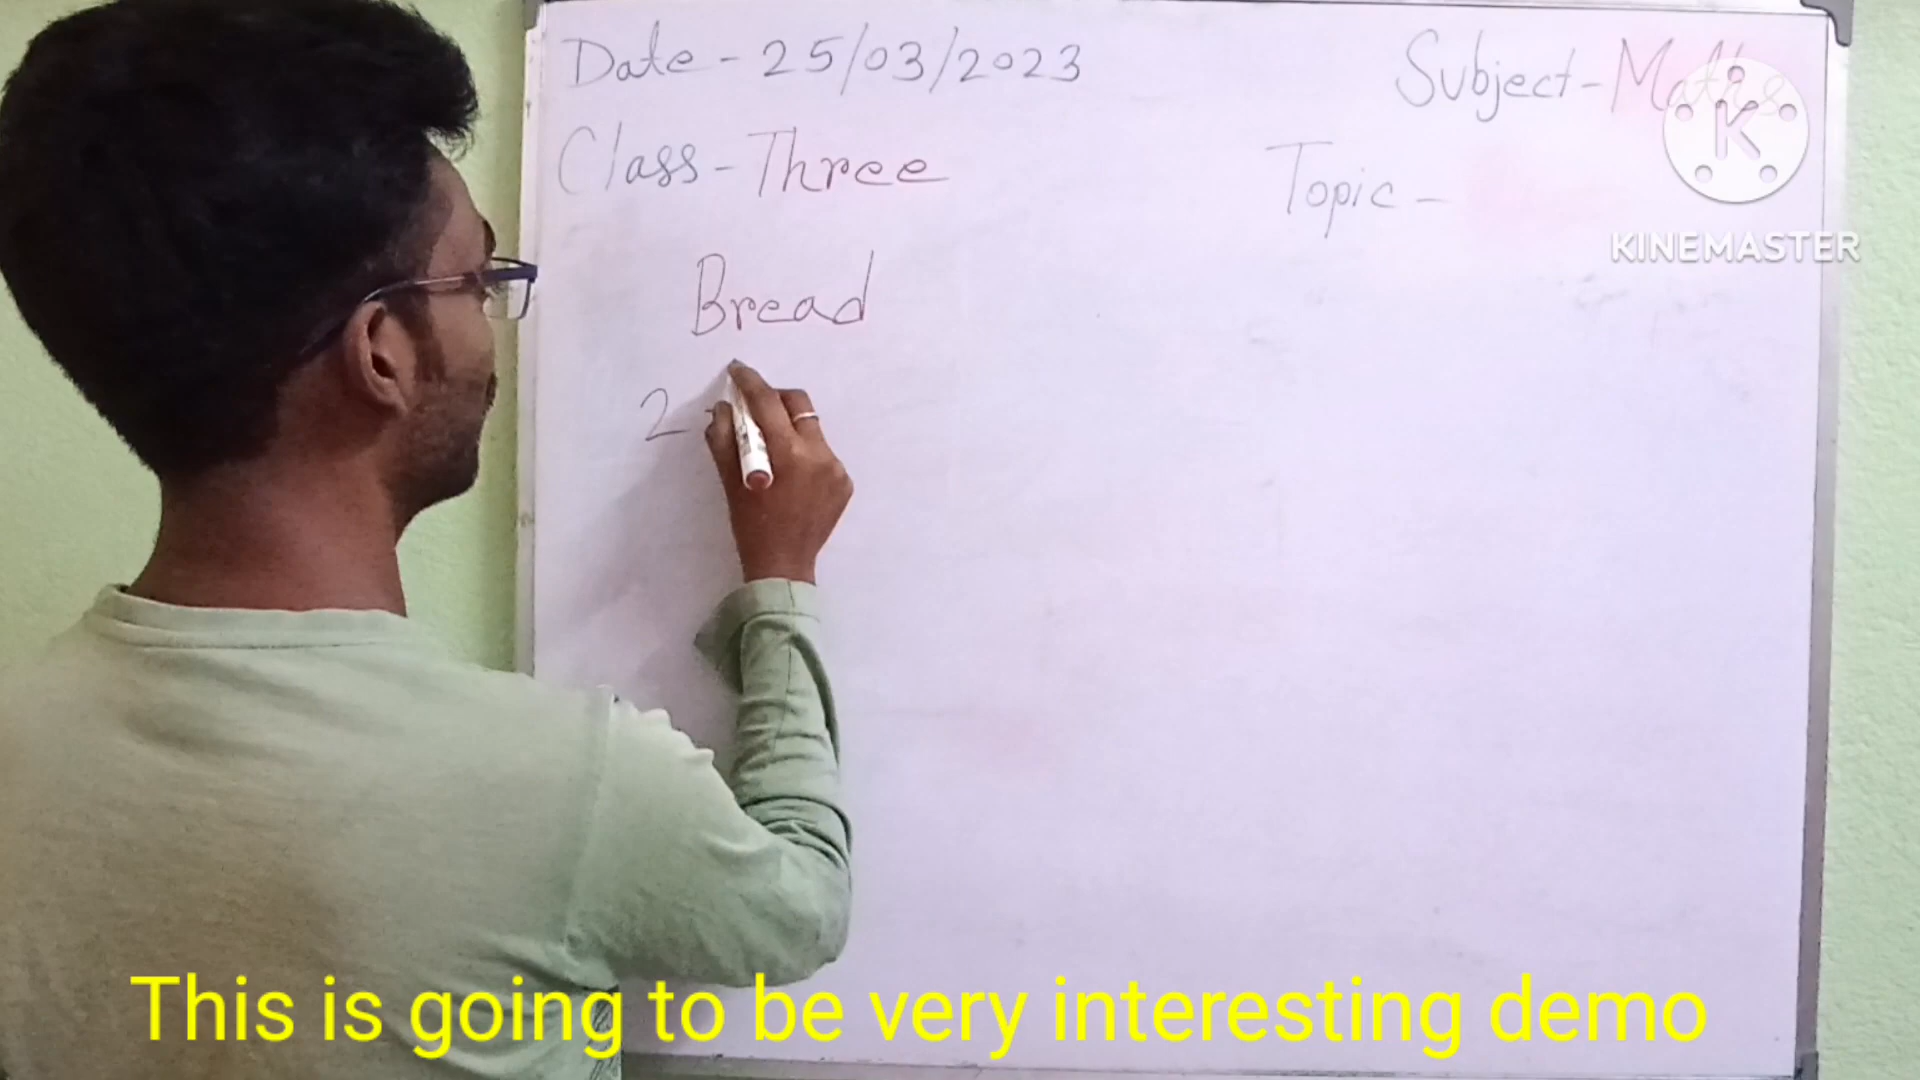 Date - 25/03/2023
Subject - Maths
Class - Three
Topic -
Bread
2
K
KINEMASTER
This is going to be very interesting demo